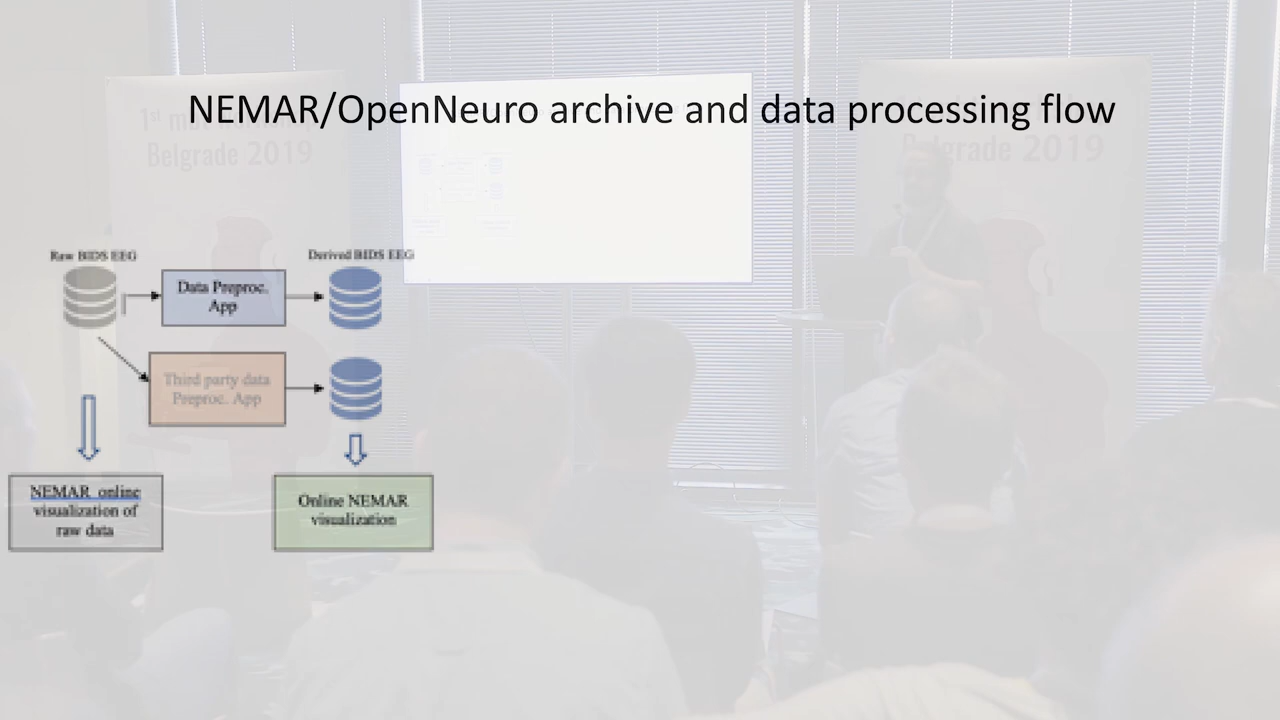 NEMAR/OpenNeuro archive and data processing flow
1st
Belgrade 2019
Belgrade 2019
Raw BIDS EEG
Derived BIDS EEG
Data Preproc.
App
Third party data
Preproc. App
NEMAR online
visualization of
raw data
Online NEMAR
visualization